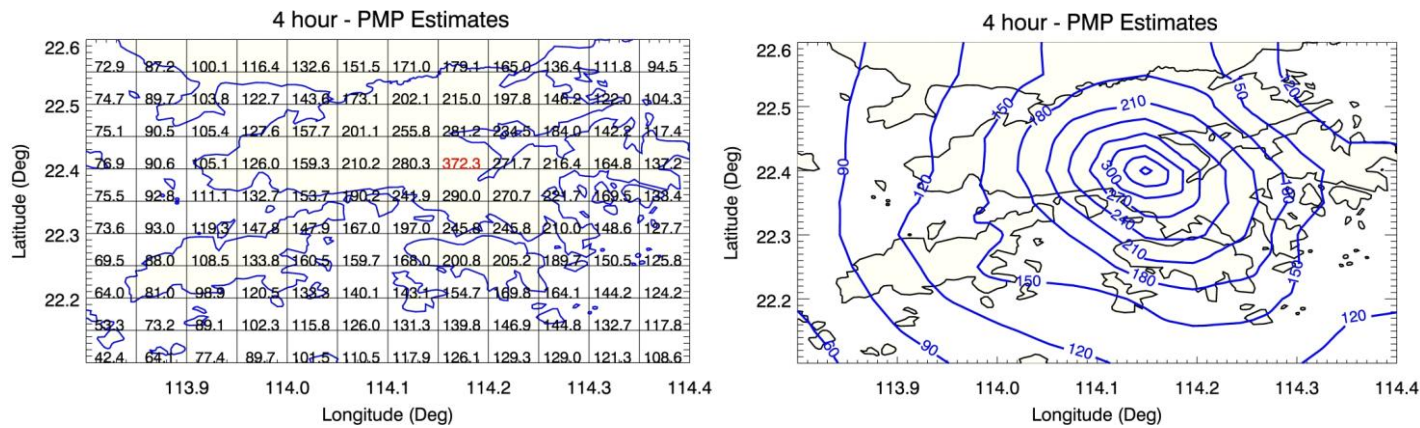 4 hour - PMP Estimates
22.6
72.9 87.2 100.1 116.4 132.6 151.5 171.0 179.1 165.0 136.4 111.8 94.5
22.5
74.7 89.7 103.8 122.7 143.6 173.1 202.1 215.0 197.8 146.2 122.0 104.3
75.1 90.5 105.4 127.6 157.7 201.1 255.8 281.2 234.5 184.0 142.2 117.4
22.4
76.9 90.6 105.1 126.0 159.3 210.2 280.3 372.3 271.7 216.4 164.8 137.2
75.5 92.8 111.1 132.7 153.7 190.2 241.9 290.0 270.7 221.7 169.5 138.4
22.3
73.6 93.0 119.3 147.8 147.9 167.0 197.0 245.8 245.8 210.0 148.6 127.7
69.5 88.0 108.5 133.8 160.5 159.7 168.0 200.8 205.2 189.7 150.5 125.8
22.2
64.0 81.0 98.9 120.5 133.3 140.1 143.1 154.7 169.8 164.1 144.2 124.2
53.3 73.2 89.1 102.3 115.8 126.0 131.3 139.8 146.9 144.8 132.7 117.8
42.4 64.1 77.4 89.7 101.5 110.5 117.9 126.1 129.3 129.0 121.3 108.6
113.9 114.0 114.1 114.2 114.3 114.4
Longitude (Deg)
Latitude (Deg)
4 hour - PMP Estimates
22.6
22.5
22.4
22.3
22.2
150 120
180 210
150
90 300
120 270 180
240
210
150 180 150
120
60 90 120
113.9 114.0 114.1 114.2 114.3 114.4
Longitude (Deg)
Latitude (Deg)